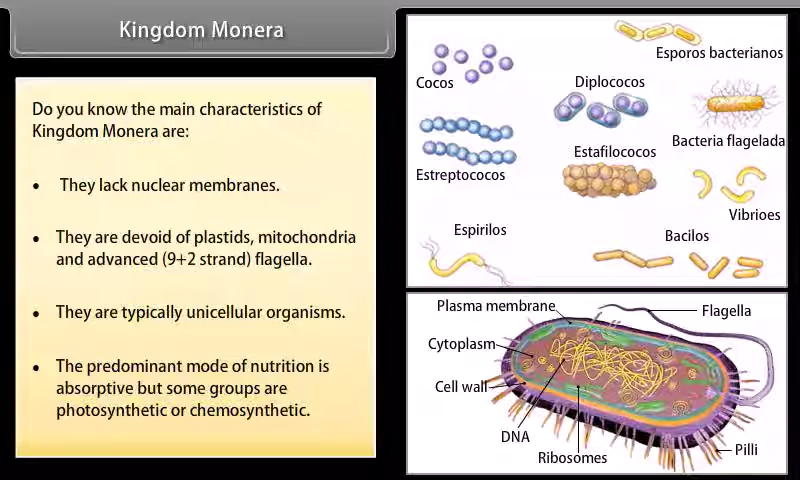 Kingdom Monera
Do you know the main characteristics of
Kingdom Monera are:
• They lack nuclear membranes.
• They are devoid of plastids, mitochondria
and advanced (9+2 strand) flagella.
• They are typically unicellular organisms.
• The predominant mode of nutrition is
absorptive but some groups are
photosynthetic or chemosynthetic.
Esporos bacterianos
Cocos
Diplococos
Bacteria flagelada
Estreptococos
Estafilococos
Vibrioes
Espirilos
Bacilos
Plasma membrane
Flagella
Cytoplasm
Cell wall
DNA
Ribosomes
Pilli